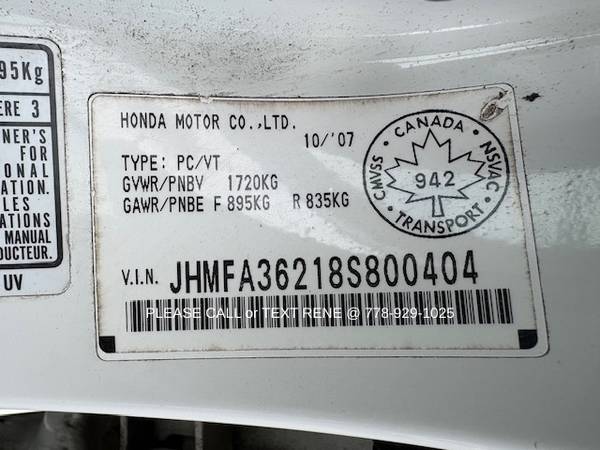 95Kg
ERE 3
NER'S
FOR
ONAL
ATION.
LES
ATIONS
MANUAL
DUCTEUR.
UV
HONDA MOTOR CO.,LTD.
10/'07
TYPE: PC/VT
GVWR/PNBV 1720KG
GAWR/PNBE F 895KG R 835KG
CANADA
CMVSS
942
NSVAC
TRANSPORT
V.I.N. JHMFA36218S800404
PLEASE CALL or TEXT RENE @ 778-929-1025